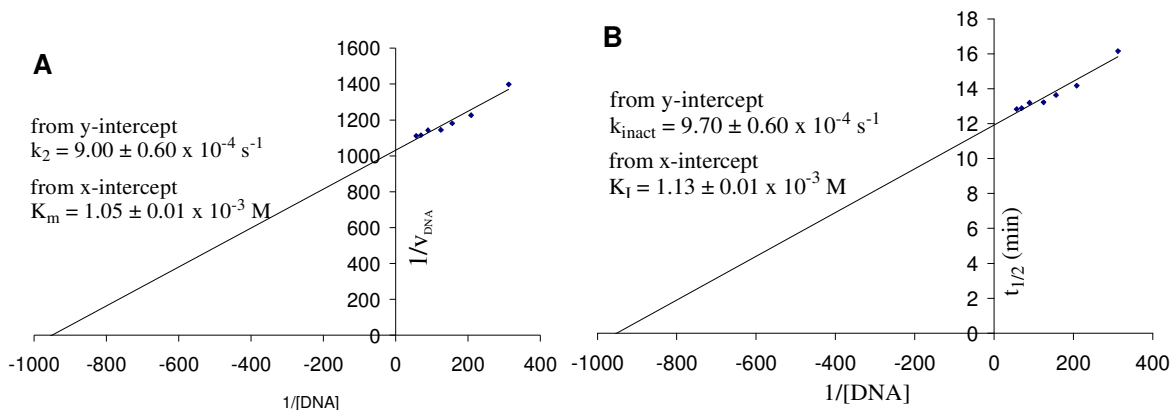 A
from y-intercept
k₂ = 9.00 ± 0.60 x 10⁻⁴ s⁻¹
from x-intercept
Kₘ = 1.05 ± 0.01 x 10⁻³ M
1600
1400
1200
1000
800
600
400
200
0
1/v_DNA
-1000 -800 -600 -400 -200 0 200 400
1/[DNA]
B
from y-intercept
k_inact = 9.70 ± 0.60 x 10⁻⁴ s⁻¹
from x-intercept
K_I = 1.13 ± 0.01 x 10⁻³ M
18
16
14
12
10
8
6
4
2
0
t₁/₂ (min)
-1000 -800 -600 -400 -200 0 200 400
1/[DNA]